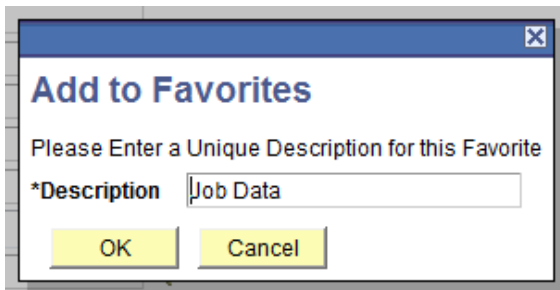 Add to Favorites
Please Enter a Unique Description for this Favorite
*Description Job Data
OK Cancel